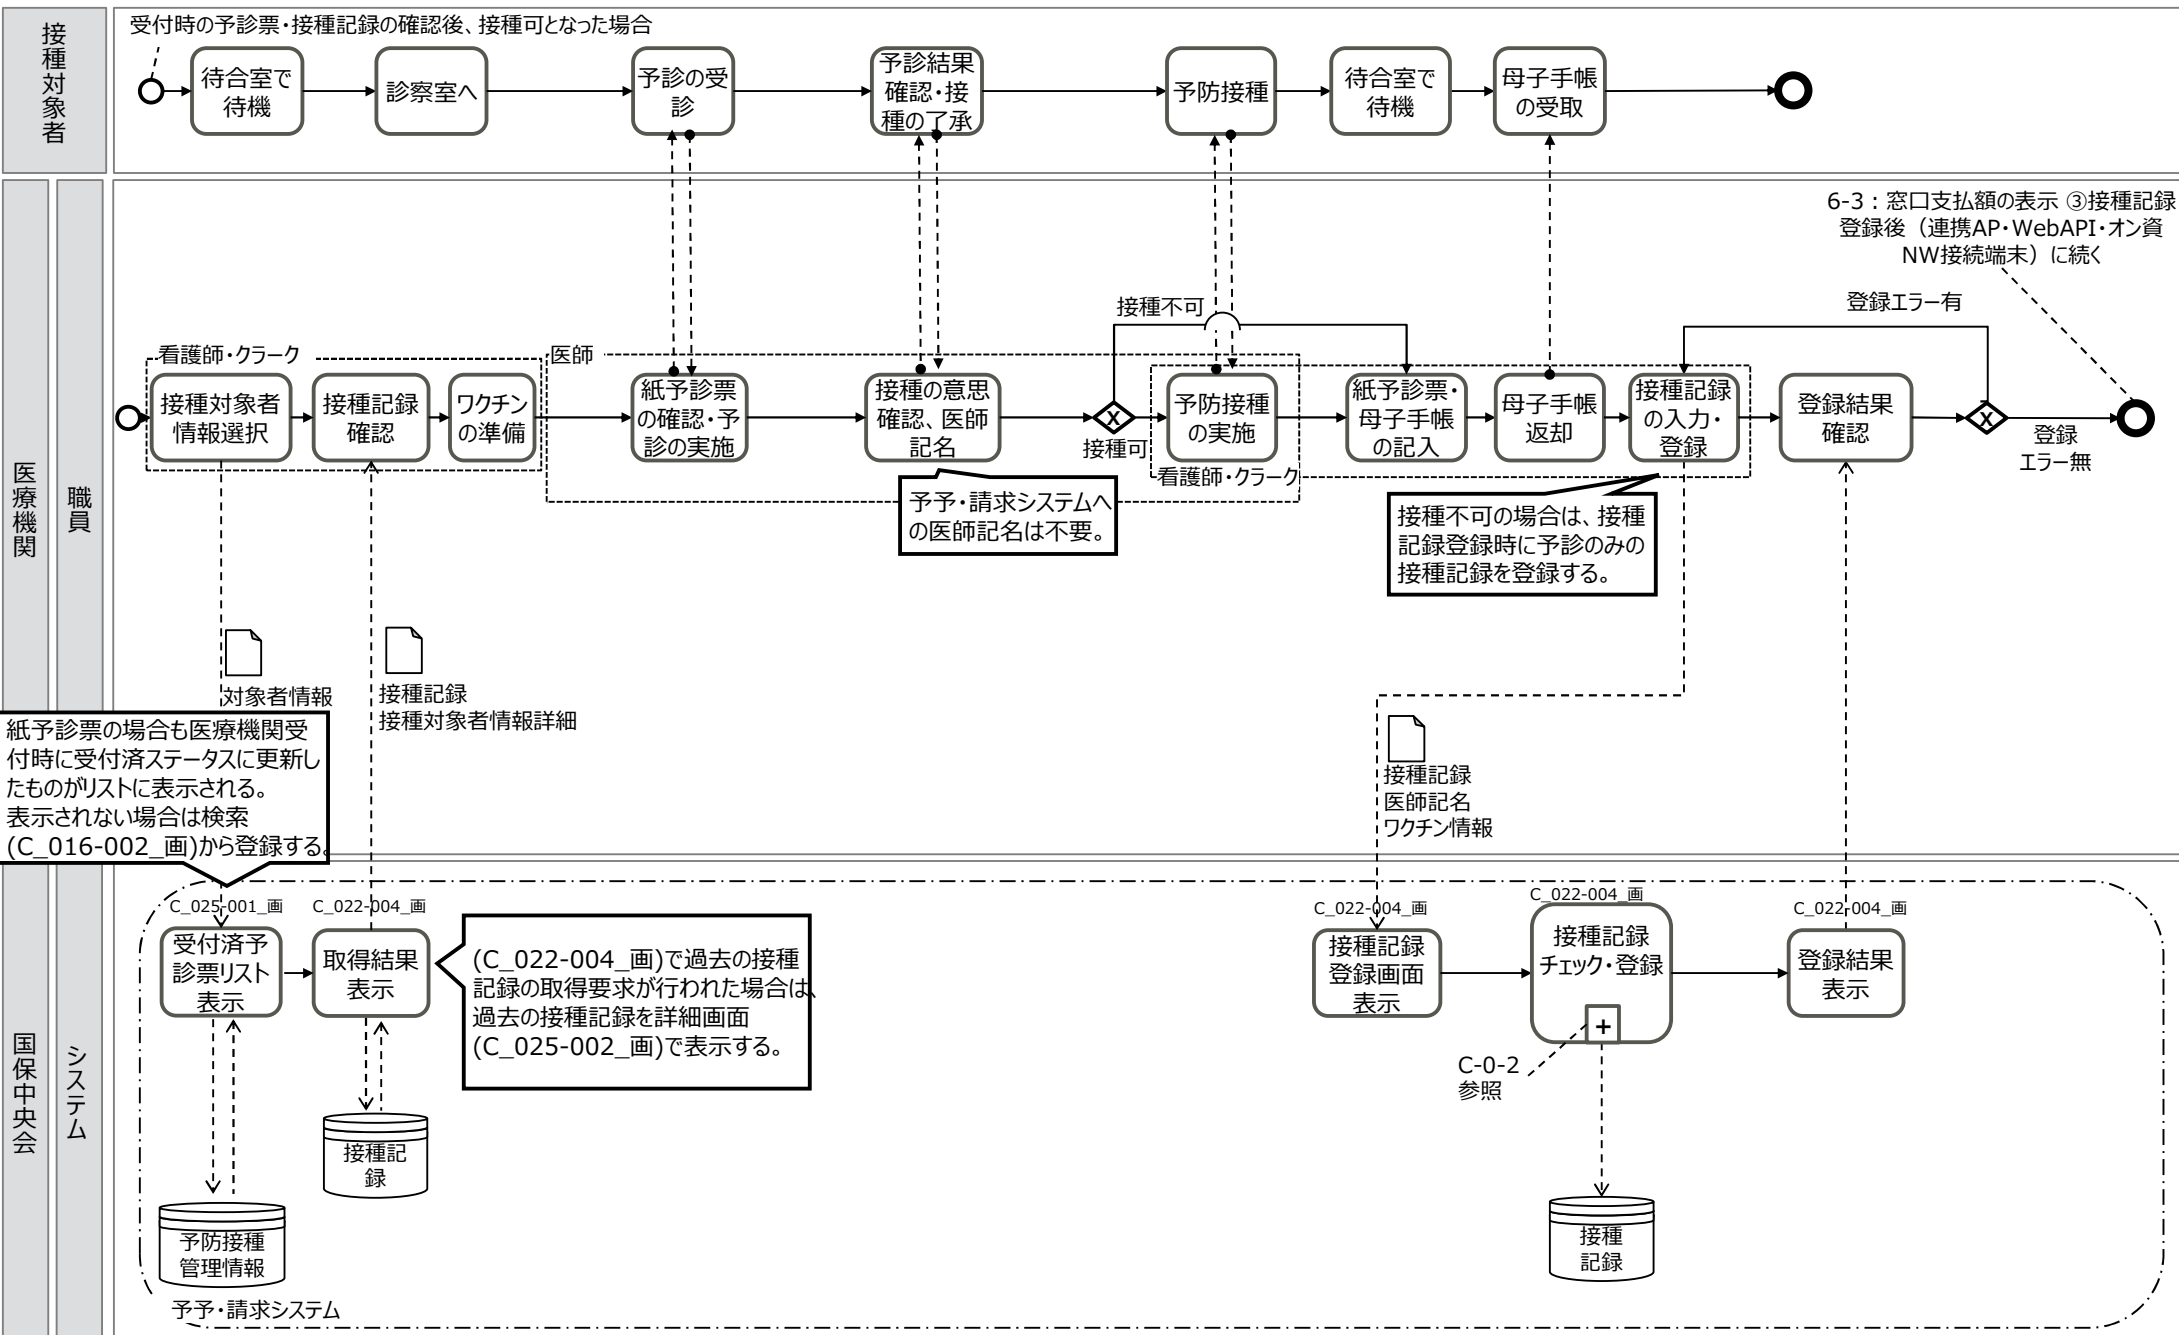 接種対象者
受付時の予診票・接種記録の確認後、接種可となった場合
待合室で
待機
診察室へ
予診の受
診
予診結果
確認・接
種の了承
予防接種
待合室で
待機
母子手帳
の受取
医療機関
職員
6-3：窓口支払額の表示 ③接種記録
登録後（連携AP・WebAPI・オン資
NW接続端末）に続く
接種不可
登録エラー有
看護師・クラーク
医師
接種対象者
情報選択
接種記録
確認
ワクチン
の準備
紙予診票
の確認・予
診の実施
接種の意思
確認、医師
記名
X
接種可
予防接種
の実施
紙予診票・
母子手帳
の記入
母子手帳
返却
接種記録
の入力・
登録
登録結果
確認
X
登録
エラー無
看護師・クラーク
予予・請求システムへ
の医師記名は不要。
接種不可の場合は、接種
記録登録時に予診のみの
接種記録を登録する。
対象者情報
接種記録
接種対象者情報詳細
紙予診票の場合も医療機関受
付時に受付済ステータスに更新し
たものがリストに表示される。
表示されない場合は検索
(C_016-002_画)から登録する。
接種記録
医師記名
ワクチン情報
国保中央会
システム
C_025-001_画
受付済予
診票リスト
表示
C_022-004_画
取得結果
表示
(C_022-004_画)で過去の接種
記録の取得要求が行われた場合は、
過去の接種記録を詳細画面
(C_025-002_画)で表示する。
C_022-004_画
接種記録
登録画面
表示
C_022-004_画
接種記録
チェック・登録
+
C_022-004_画
登録結果
表示
C-0-2
参照
接種記
録
予防接種
管理情報
接種
記録
予予・請求システム